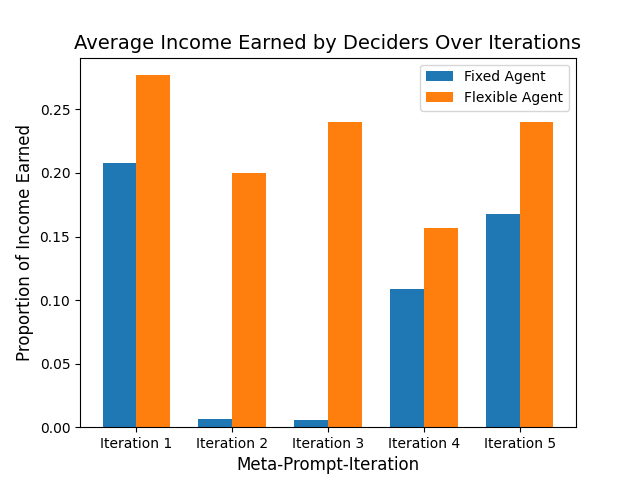 Average Income Earned by Deciders Over Iterations
Fixed Agent
Flexible Agent
Proportion of Income Earned
0.25
0.20
0.15
0.10
0.05
0.00
Iteration 1
Iteration 2
Iteration 3
Iteration 4
Iteration 5
Meta-Prompt-Iteration